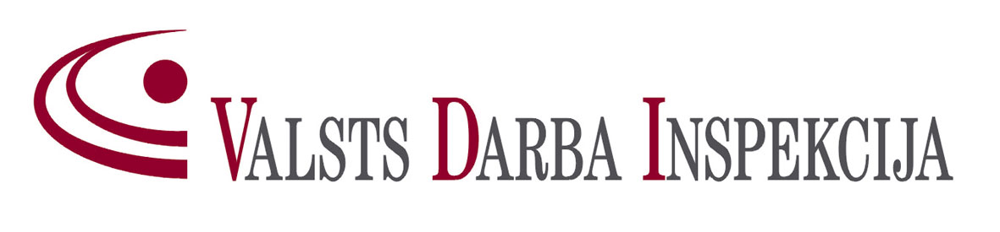 VALSTS DARBA INSPEKCIJA